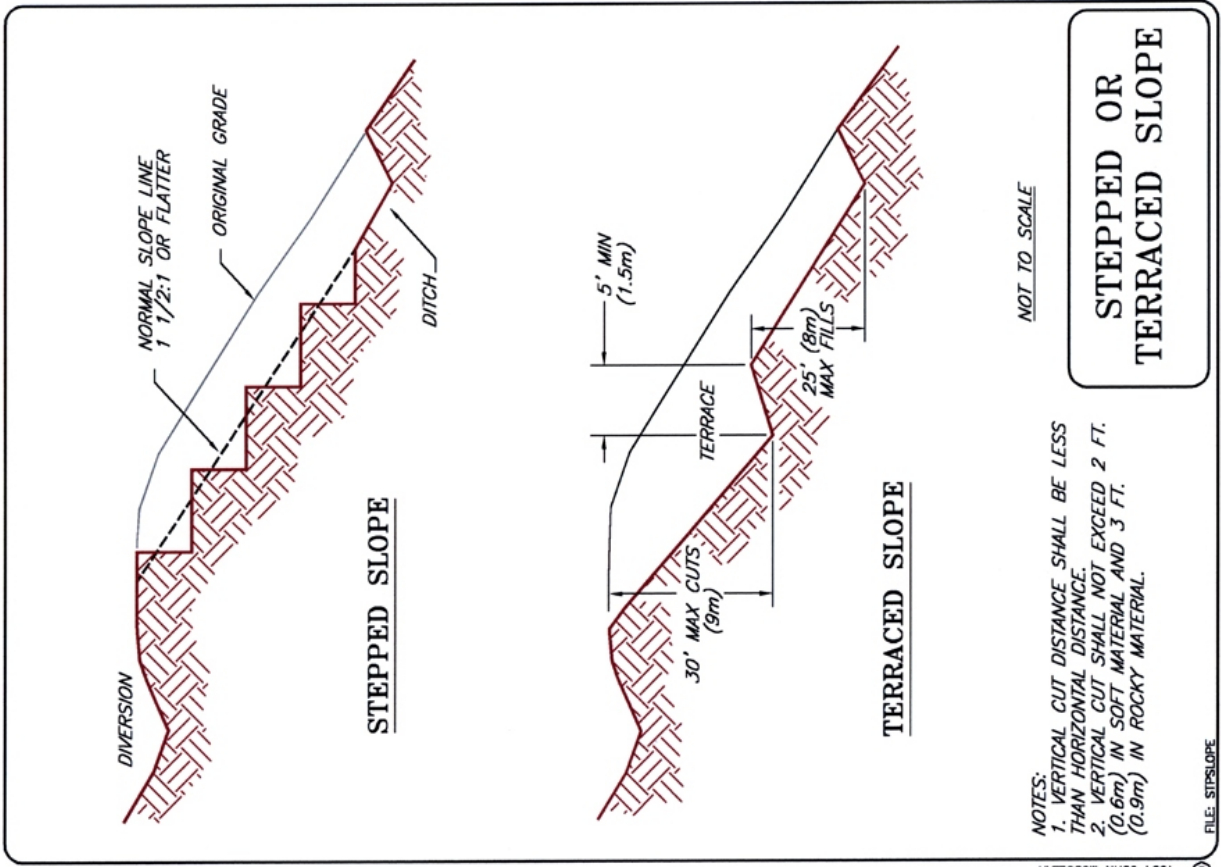 DIVERSION
NORMAL SLOPE LINE
1 1/2:1 OR FLATTER
ORIGINAL GRADE
DITCH
STEPPED SLOPE
5' MIN
(1.5m)
TERRACE
30' MAX CUTS
(9m)
25' (8m)
MAX FILLS
TERRACED SLOPE
NOTES:
1. VERTICAL CUT DISTANCE SHALL BE LESS
THAN HORIZONTAL DISTANCE.
2. VERTICAL CUT SHALL NOT EXCEED 2 FT.
(0.6m) IN SOFT MATERIAL AND 3 FT.
(0.9m) IN ROCKY MATERIAL.
NOT TO SCALE
STEPPED OR
TERRACED SLOPE
FILE: STPSLOPE